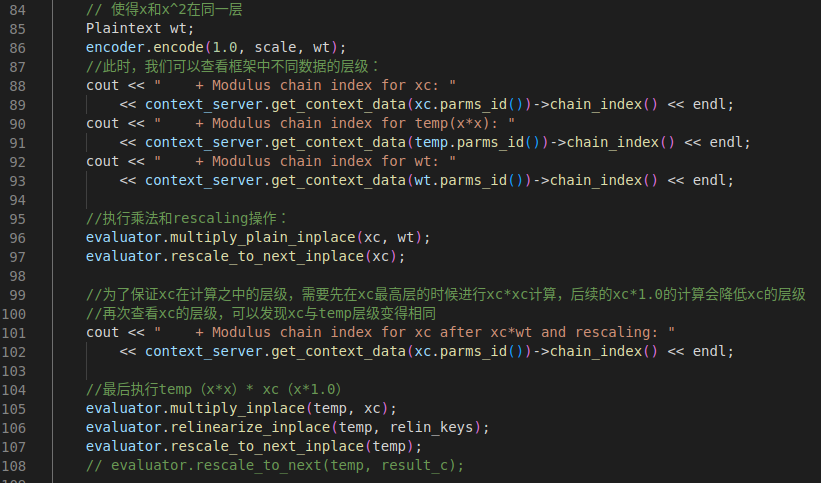 84 // 使得x和x^2在同一层
85 Plaintext wt;
86 encoder.encode(1.0, scale, wt);
87 //此时，我们可以查看框架中不同数据的层级：
88 cout << "    + Modulus chain index for xc: "
89 << context_server.get_context_data(xc.parms_id())->chain_index() << endl;
90 cout << "    + Modulus chain index for temp(x*x): "
91 << context_server.get_context_data(temp.parms_id())->chain_index() << endl;
92 cout << "    + Modulus chain index for wt: "
93 << context_server.get_context_data(wt.parms_id())->chain_index() << endl;
94
95 //执行乘法和rescaling操作：
96 evaluator.multiply_plain_inplace(xc, wt);
97 evaluator.rescale_to_next_inplace(xc);
98
99 //为了保证xc在计算之中的层级，需要先在xc最高层的时候进行xc*xc计算，后续的xc*1.0的计算会降低xc的层级
100 //再次查看xc的层级，可以发现xc与temp层级变得相同
101 cout << "    + Modulus chain index for xc after xc*wt and rescaling: "
102 << context_server.get_context_data(xc.parms_id())->chain_index() << endl;
103
104 //最后执行temp（x*x）* xc（x*1.0）
105 evaluator.multiply_inplace(temp, xc);
106 evaluator.relinearize_inplace(temp, relin_keys);
107 evaluator.rescale_to_next_inplace(temp);
108 // evaluator.rescale_to_next(temp, result_c);